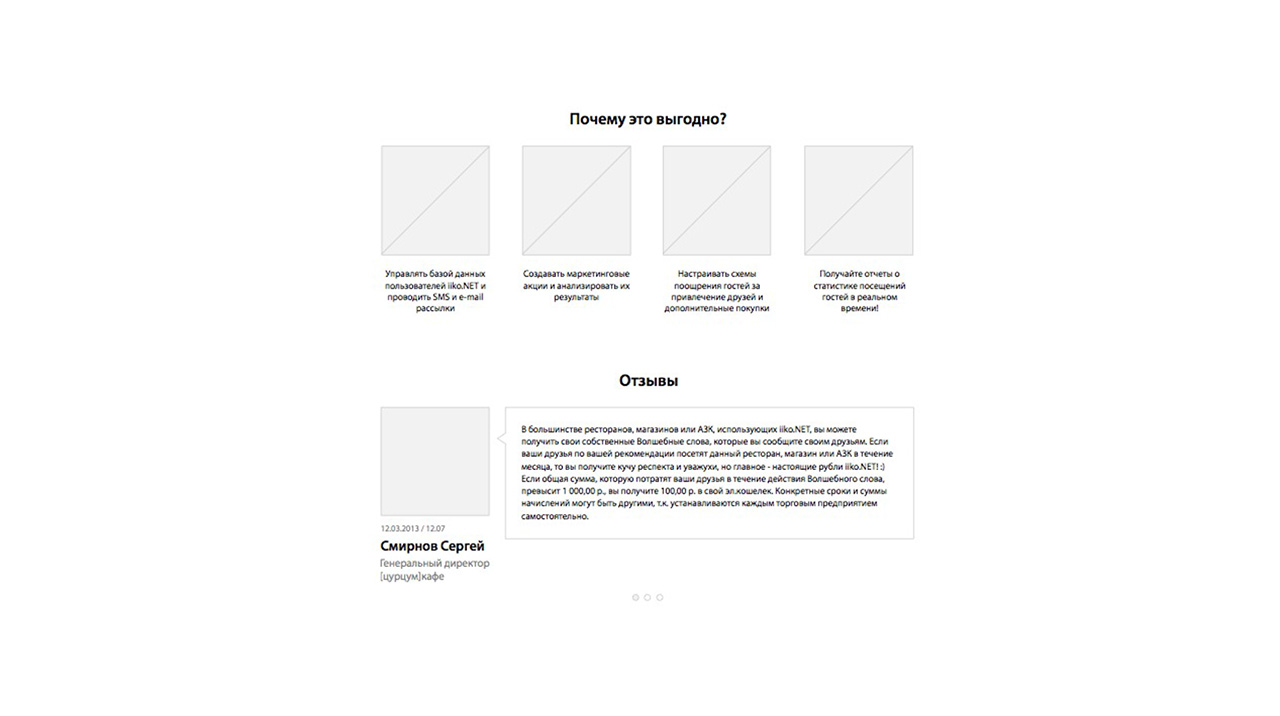 Почему это выгодно?
Управлять базой данных
пользователей iiko.NET и
проводить SMS и e-mail
рассылки
Создавать маркетинговые
акции и анализировать их
результаты
Настраивать схемы
поощрения гостей за
привлечение друзей и
дополнительные покупки
Получайте отчеты о
статистике посещений
гостей в реальном
времени!
Отзывы
12.03.2013 / 12.07
Смирнов Сергей
Генеральный директор
[цурцум]кафе
В большинстве ресторанов, магазинов или АЗК, использующих iiko.NET, вы можете
получить свои собственные Волшебные слова, которые вы сообщите своим друзьям. Если
ваши друзья по вашей рекомендации посетят данный ресторан, магазин или АЗК в течение
месяца, то вы получите кучу респекта и уважухи, но главное - настоящие рубли iiko.NET! :)
Если общая сумма, которую потратят ваши друзья в течение действия Волшебного слова,
превысит 1 000,00 р., вы получите 100,00 р. в свой эл.кошелек. Конкретные сроки и суммы
начислений могут быть другими, т.к. устанавливаются каждым торговым предприятием
самостоятельно.